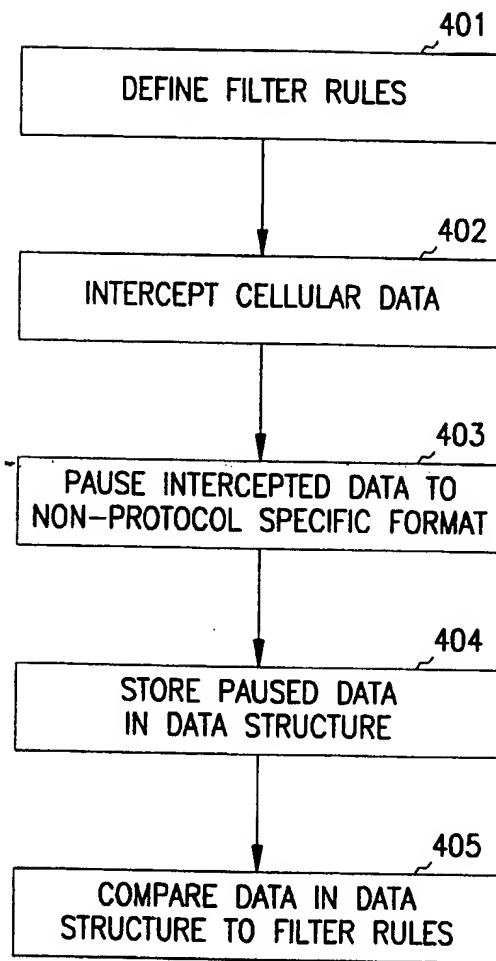 401
DEFINE FILTER RULES
402
INTERCEPT CELLULAR DATA
403
PAUSE INTERCEPTED DATA TO
NON-PROTOCOL SPECIFIC FORMAT
404
STORE PAUSED DATA
IN DATA STRUCTURE
405
COMPARE DATA IN DATA
STRUCTURE TO FILTER RULES